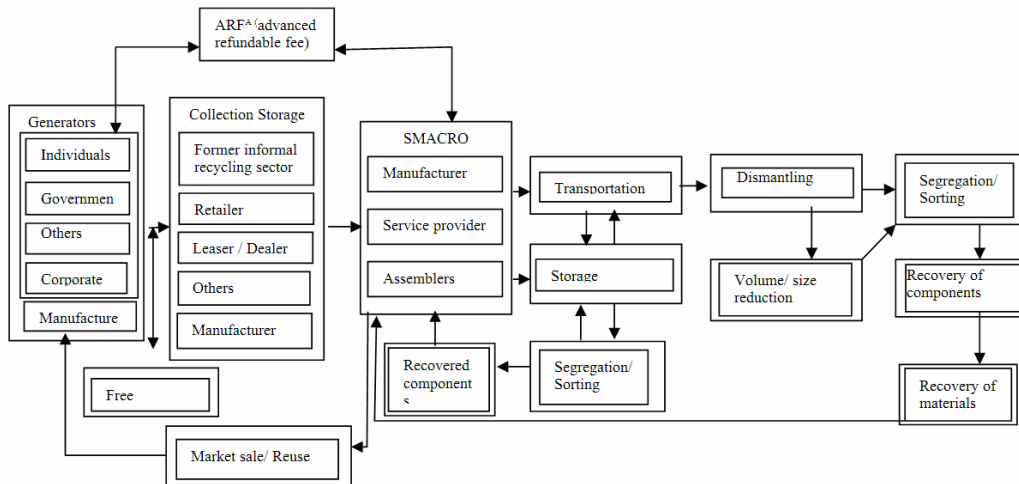 ARFᴬ (advanced
refundable fee)
Generators
Individuals
Governmen
Others
Corporate
Manufacture
Free
Collection Storage
Former informal
recycling sector
Retailer
Leaser / Dealer
Others
Manufacturer
Market sale/ Reuse
SMACRO
Manufacturer
Service provider
Assemblers
Recovered
component
s
Transportation
Storage
Segregation/
Sorting
Dismantling
Volume/ size
reduction
Segregation/
Sorting
Recovery of
components
Recovery of
materials